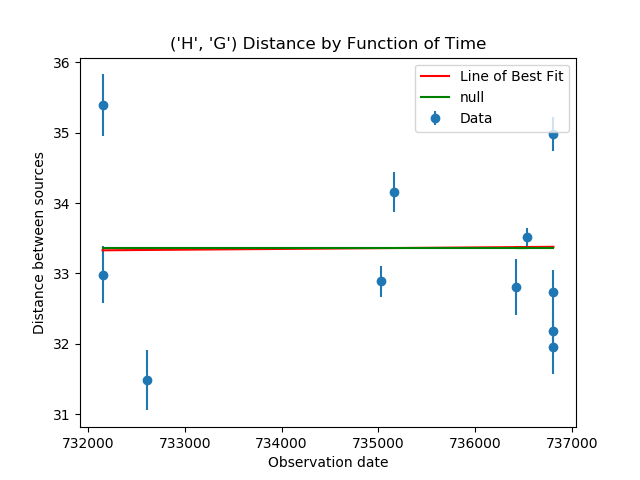 ('H', 'G') Distance by Function of Time
Line of Best Fit
null
Data
Distance between sources
36
35
34
33
32
31
732000 733000 734000 735000 736000 737000
Observation date